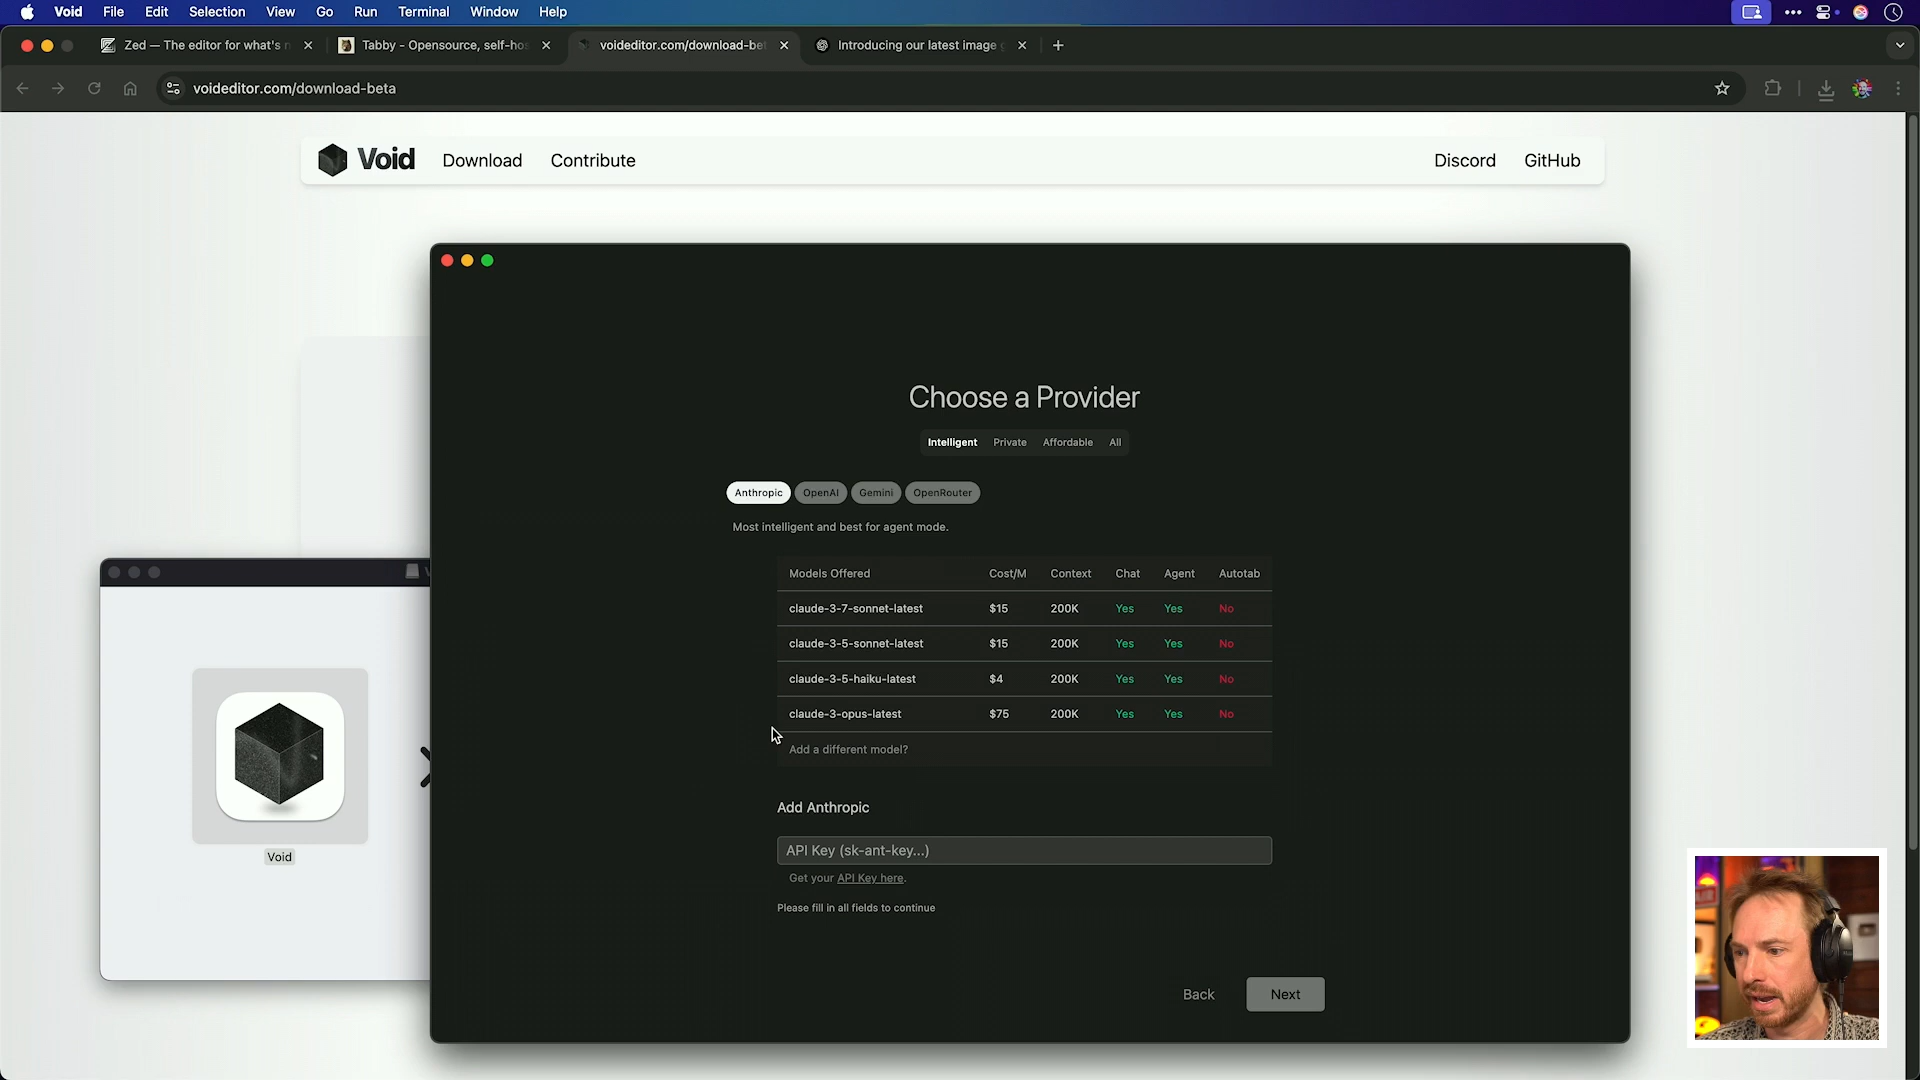 Void File Edit Selection View Go Run Terminal Window Help
Zed — The editor for what's n
Tabby - Opensource, self-hos
voideditor.com/download-bet
Introducing our latest image g
voideditor.com/download-beta
Void Download Contribute Discord GitHub
Choose a Provider
Intelligent Private Affordable All
Anthropic OpenAI Gemini OpenRouter
Most intelligent and best for agent mode.
Models Offered Cost/M Context Chat Agent Autotab
claude-3-7-sonnet-latest $15 200K Yes Yes No
claude-3-5-sonnet-latest $15 200K Yes Yes No
claude-3-5-haiku-latest $4 200K Yes Yes No
claude-3-opus-latest $75 200K Yes Yes No
Add a different model?
Add Anthropic
API Key (sk-ant-key...)
Get your API Key here.
Please fill in all fields to continue
Back Next
Void